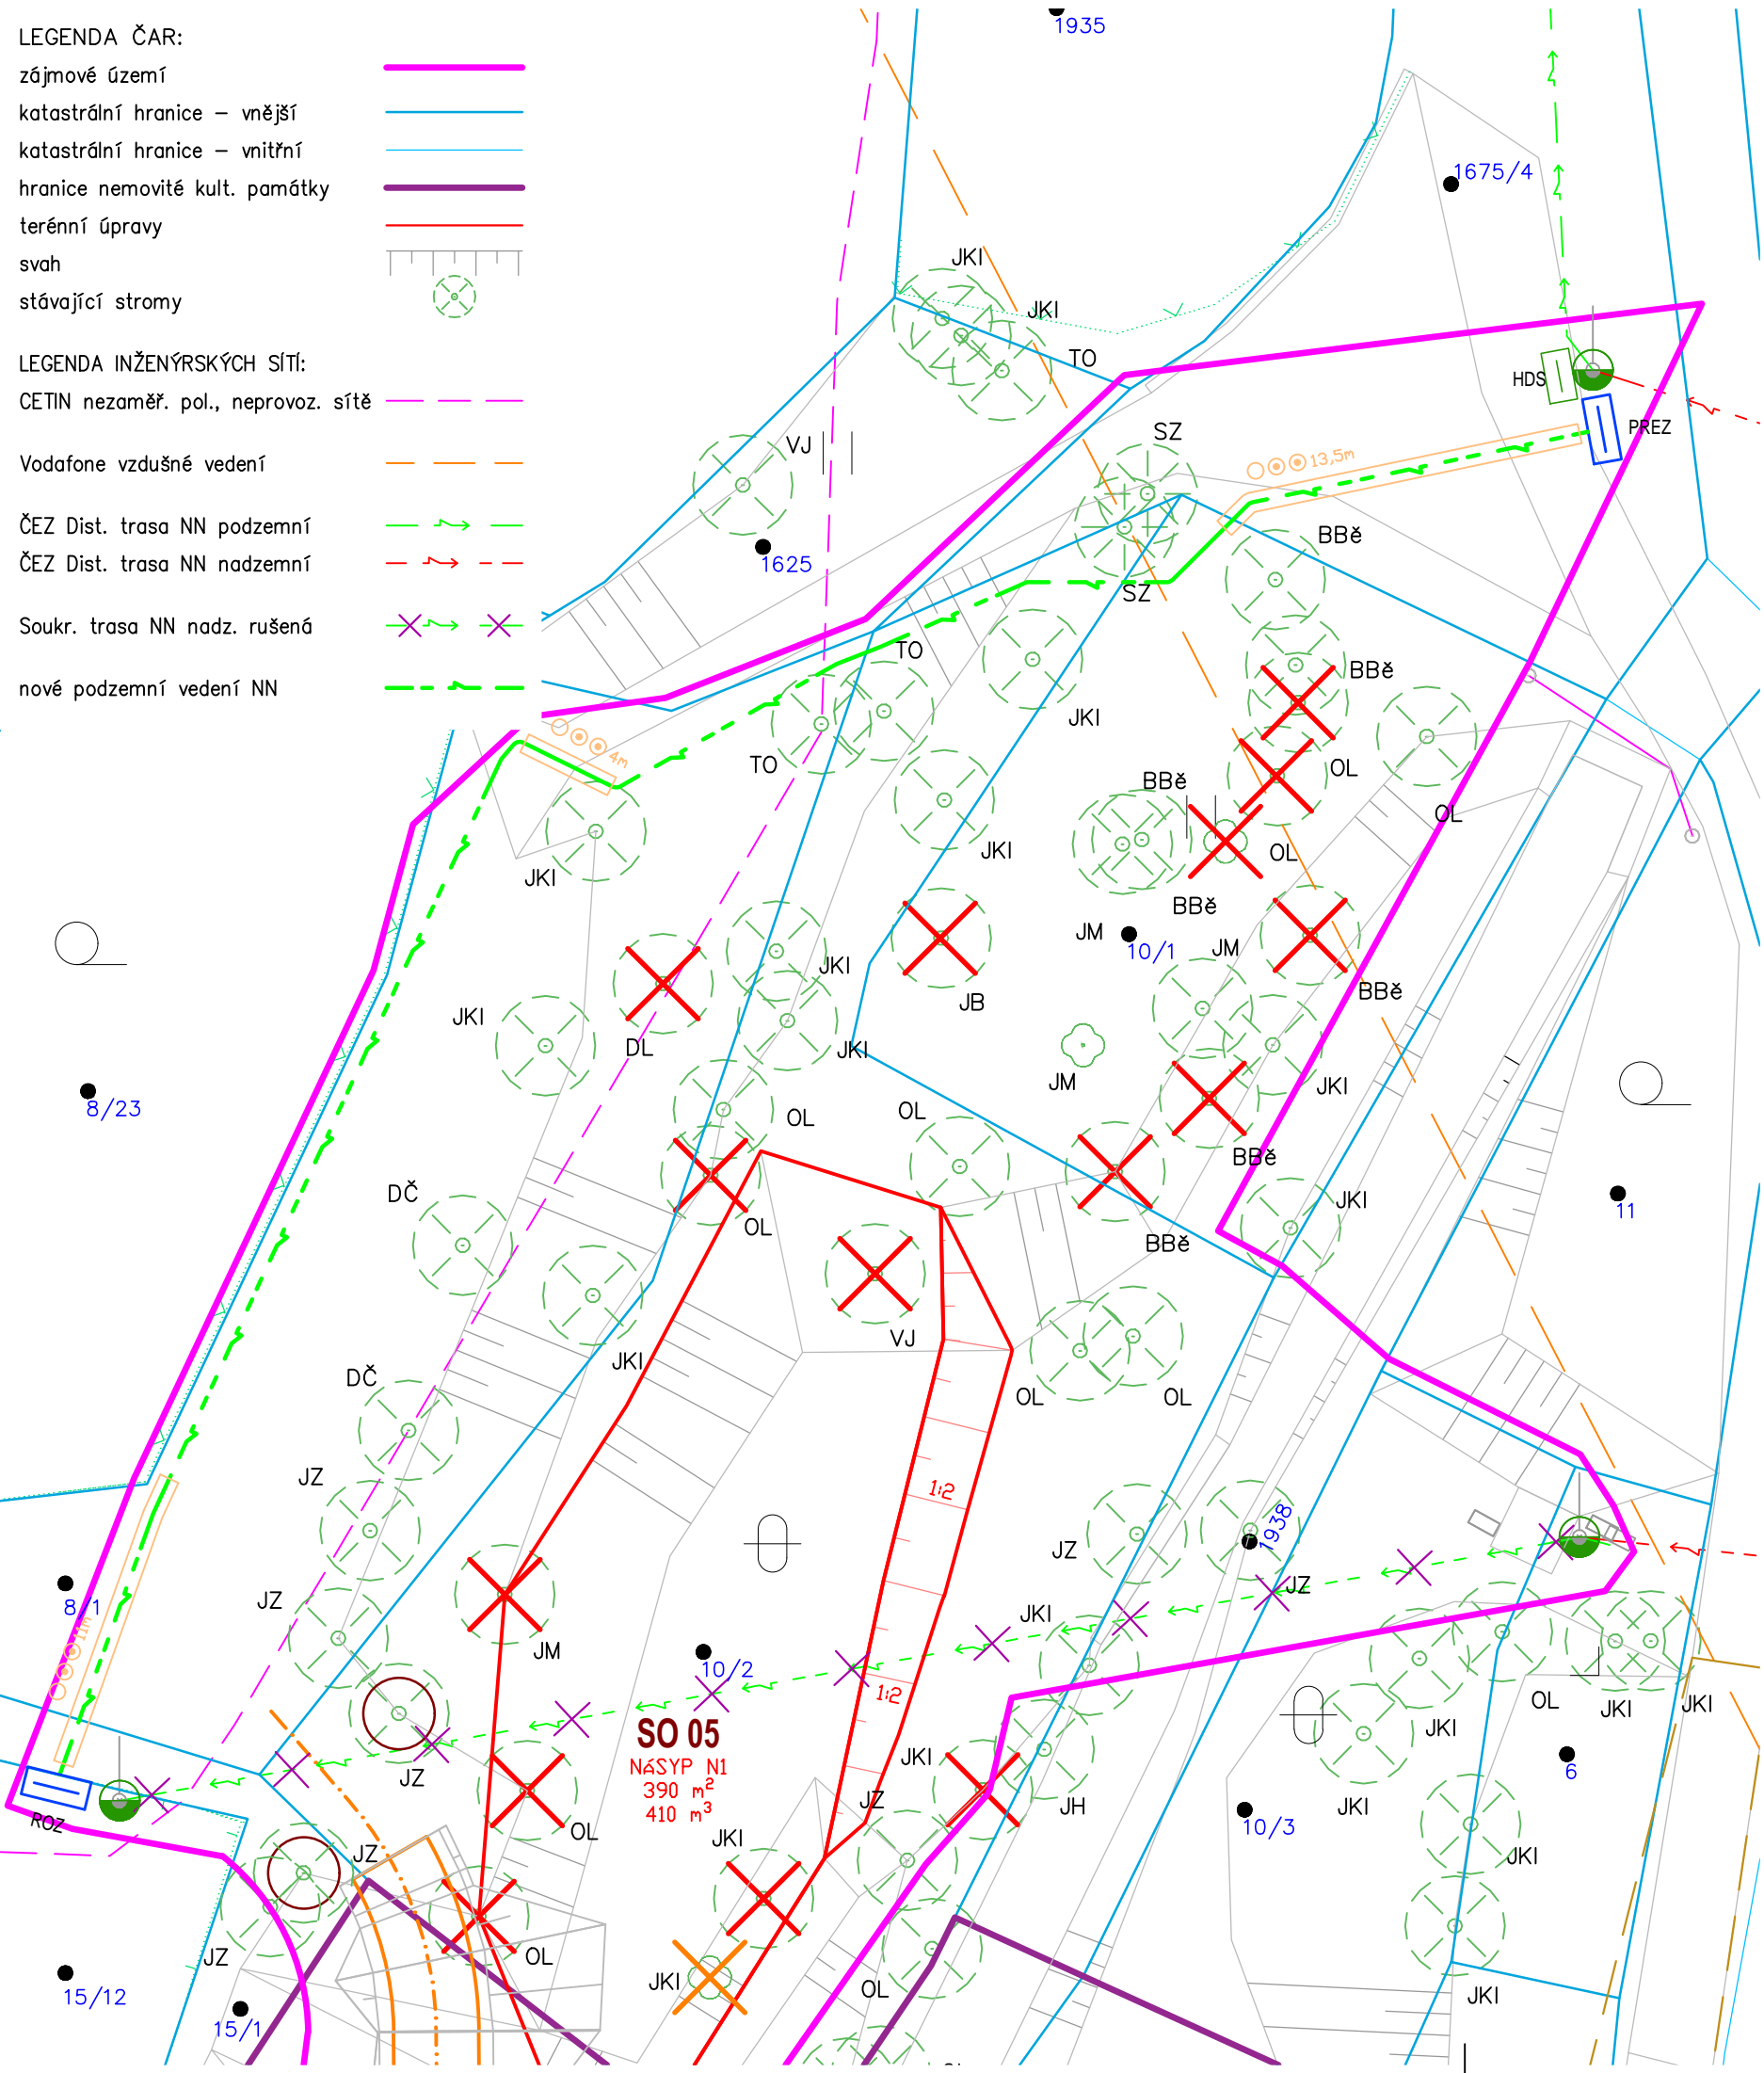 LEGENDA ČAR:
zájmové území
katastrální hranice – vnější
katastrální hranice – vnitřní
hranice nemovité kult. památky
terénní úpravy
svah
stávající stromy
LEGENDA INŽENÝRSKÝCH SÍTÍ:
CETIN nezaměř. pol., neprovoz. sítě
Vodafone vzdušné vedení
ČEZ Dist. trasa NN podzemní
ČEZ Dist. trasa NN nadzemní
Soukr. trasa NN nadz. rušená
nové podzemní vedení NN
1935
1675/4
JKI
JKI
TO
HDS
PREZ
SZ
VJ
13,5m
1625
BBě
SZ
TO
BBě
JKI
TO
4m
OL
BBě
OL
JKI
OL
JKI
BBě
JM
10/1
JM
JKI
BBě
JB
JKI
DL
JKI
JM
JKI
8/23
OL
OL
BBě
DČ
JKI
11
OL
BBě
VJ
JKI
DČ
OL
OL
JZ
1:2
1938
JZ
JZ
JZ
8/1
11m
JKI
JM
10/2
1:2
OL
JKI
JKI
SO 05
NÁSYP N1
390 m²
410 m³
JKI
JKI
6
JZ
JZ
JH
JKI
10/3
ROZ
OL
JKI
JZ
JKI
JZ
OL
JKI
OL
JKI
15/12
15/1